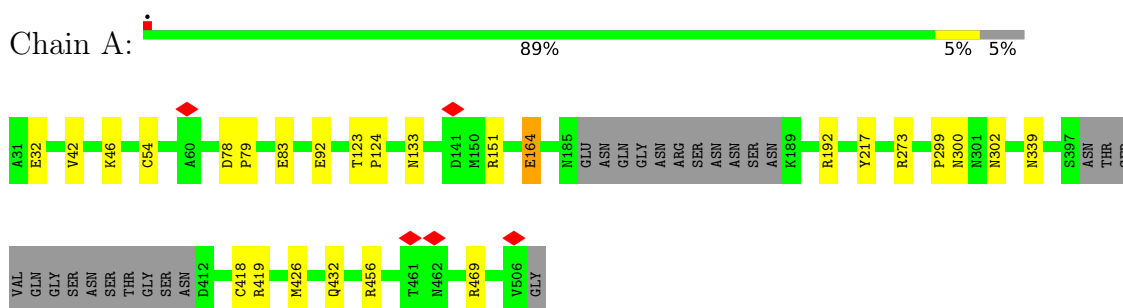 Chain A:
89% 5% 5%
A31 E32 V42 K46 C54 A60 D78 P79 E83 E92 T123 P124 N133 D141 M150 R151 E164 N185 GLU ASN GLN GLY ASN ARG SER ASN ASN SER ASN K189 R192 Y217 R273 P299 N300 N301 N302 N339 S397 ASN THR SER
VAL GLN GLY SER ASN SER THR GLY SER ASN D412 C418 R419 M426 Q432 R456 T461 N462 R469 V506 GLY